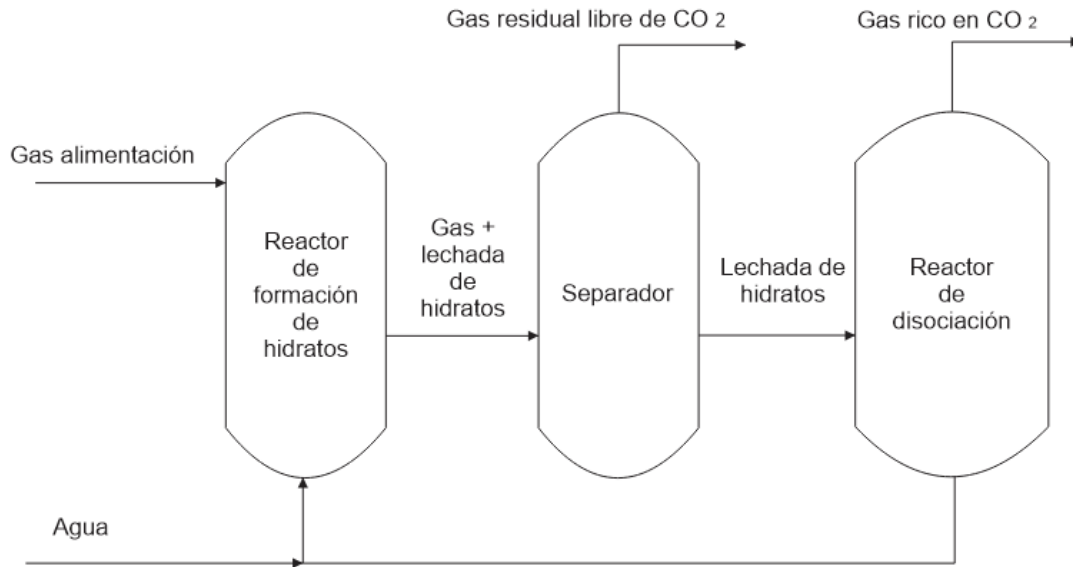 Gas residual libre de CO 2
Gas rico en CO 2
Gas alimentación
Reactor
de
formación
de
hidratos
Gas +
lechada
de
hidratos
Separador
Lechada de
hidratos
Reactor
de
disociación
Agua